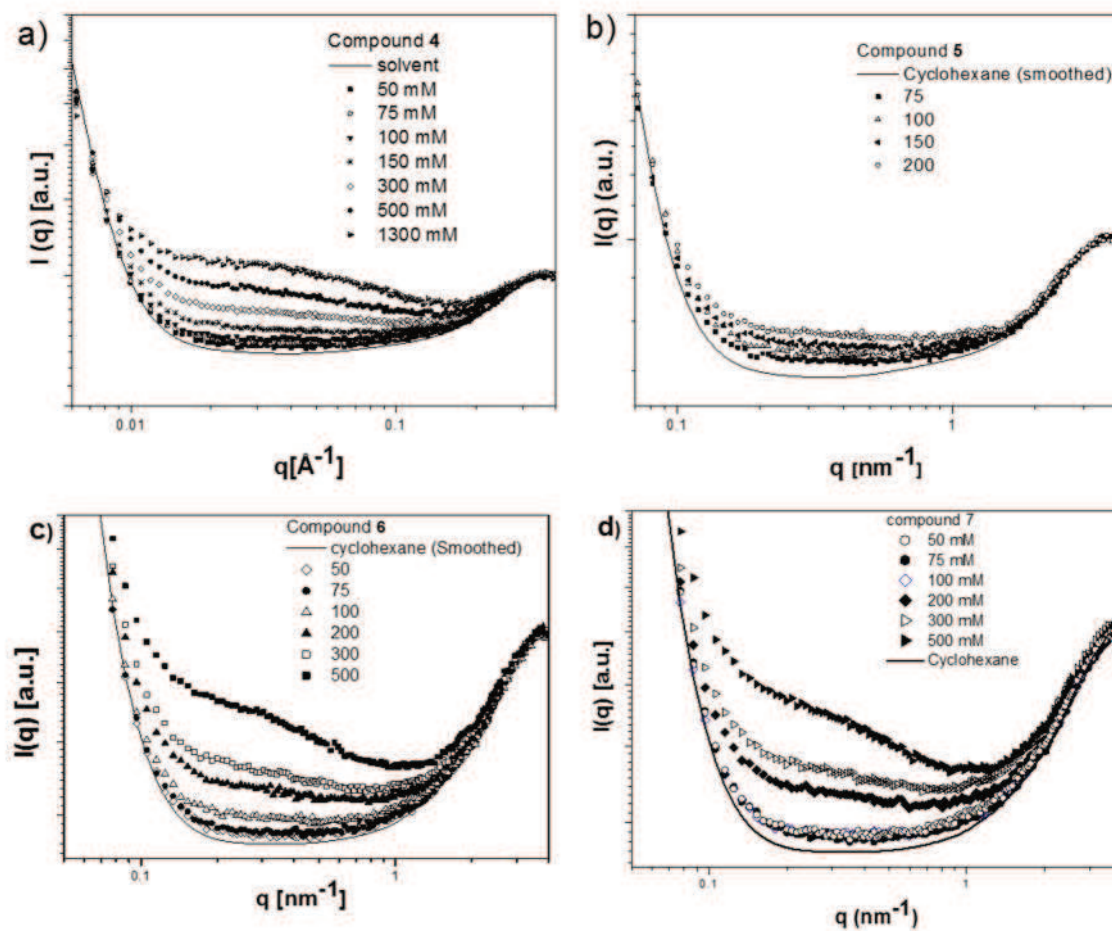 a)
Compound 4
solvent
50 mM
75 mM
100 mM
150 mM
300 mM
500 mM
1300 mM
I (q) [a.u.]
0.01
0.1
q[Å⁻¹]
b)
Compound 5
Cyclohexane (smoothed)
75
100
150
200
I(q) (a.u.)
0.1
1
q [nm⁻¹]
c)
Compound 6
cyclohexane (Smoothed)
50
75
100
200
300
500
I(q) [a.u.]
0.1
1
q [nm⁻¹]
d)
compound 7
50 mM
75 mM
100 mM
200 mM
300 mM
500 mM
Cyclohexane
I(q) [a.u.]
0.1
1
q (nm⁻¹)